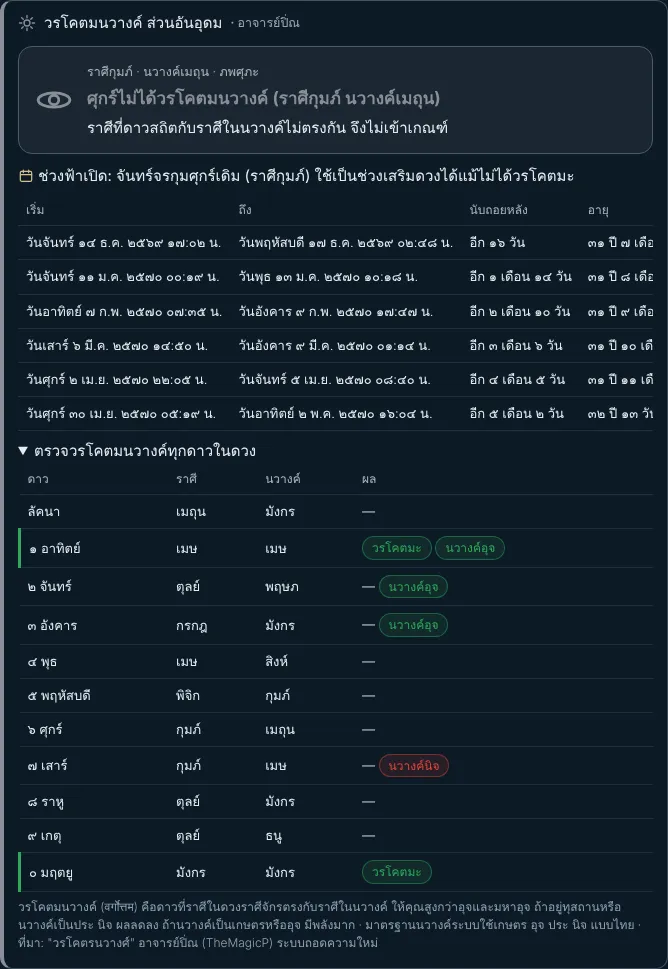 วรโคตมนวางค์ ส่วนอันอุดม · อาจารย์ปิ่ณ
ราศีกุมภ์ · นวางค์เมถุน · ภพศุภะ
ศุกร์ไม่ได้วรโคตมนวางค์ (ราศีกุมภ์ นวางค์เมถุน)
ราศีที่ดาวสถิตกับราศีในนวางค์ไม่ตรงกัน จึงไม่เข้าเกณฑ์
ช่วงฟ้าเปิด: จันทร์จรกุมศุกร์เดิม (ราศีกุมภ์) ใช้เป็นช่วงเสริมดวงได้แม้ไม่ได้วรโคตมะ
เริ่ม ถึง นับถอยหลัง อายุ
วันจันทร์ ๑๔ ธ.ค. ๒๕๖๙ ๑๗:๐๒ น. วันพฤหัสบดี ๑๗ ธ.ค. ๒๕๖๙ ๐๒:๔๘ น. อีก ๑๖ วัน ๓๑ ปี ๗ เดือ
วันจันทร์ ๑๑ ม.ค. ๒๕๗๐ ๐๐:๑๙ น. วันพุธ ๑๓ ม.ค. ๒๕๗๐ ๑๐:๑๘ น. อีก ๑ เดือน ๑๔ วัน ๓๑ ปี ๘ เดือ
วันอาทิตย์ ๗ ก.พ. ๒๕๗๐ ๐๗:๓๕ น. วันอังคาร ๙ ก.พ. ๒๕๗๐ ๑๗:๔๗ น. อีก ๒ เดือน ๑๐ วัน ๓๑ ปี ๙ เดือ
วันเสาร์ ๖ มี.ค. ๒๕๗๐ ๑๔:๕๐ น. วันอังคาร ๙ มี.ค. ๒๕๗๐ ๐๑:๑๔ น. อีก ๓ เดือน ๖ วัน ๓๑ ปี ๑๐ เดื
วันศุกร์ ๒ เม.ย. ๒๕๗๐ ๒๒:๐๕ น. วันจันทร์ ๕ เม.ย. ๒๕๗๐ ๐๘:๔๐ น. อีก ๔ เดือน ๕ วัน ๓๑ ปี ๑๑ เดื
วันศุกร์ ๓๐ เม.ย. ๒๕๗๐ ๐๕:๑๙ น. วันอาทิตย์ ๒ พ.ค. ๒๕๗๐ ๑๖:๐๔ น. อีก ๕ เดือน ๒ วัน ๓๒ ปี ๑๓ วั
▼ ตรวจวรโคตมนวางค์ทุกดาวในดวง
ดาว ราศี นวางค์ ผล
ลัคนา เมถุน มังกร —
๑ อาทิตย์ เมษ เมษ วรโคตมะ นวางค์อุจ
๒ จันทร์ ตุลย์ พฤษภ — นวางค์อุจ
๓ อังคาร กรกฎ มังกร — นวางค์อุจ
๔ พุธ เมษ สิงห์ —
๕ พฤหัสบดี พิจิก กุมภ์ —
๖ ศุกร์ กุมภ์ เมถุน —
๗ เสาร์ กุมภ์ เมษ — นวางค์นิจ
๘ ราหู ตุลย์ มังกร —
๙ เกตุ ตุลย์ ธนู —
๐ มฤตยู มังกร มังกร วรโคตมะ
วรโคตมนวางค์ (वर्गोत्तम) คือดาวที่ราศีในดวงราศีจักรตรงกับราศีในนวางค์ ให้คุณสูงกว่าอุจและมหาอุจ ถ้าอยู่ทุสถานหรือ
นวางค์เป็นประ นิจ ผลลดลง ถ้านวางค์เป็นเกษตรหรืออุจ มีพลังมาก · มาตรฐานนวางค์ระบบใช้เกษตร อุจ ประ นิจ แบบไทย ·
ที่มา: "วรโคตรนวางศ์" อาจารย์ปิ่ณ (TheMagicP) ระบบถอดความใหม่